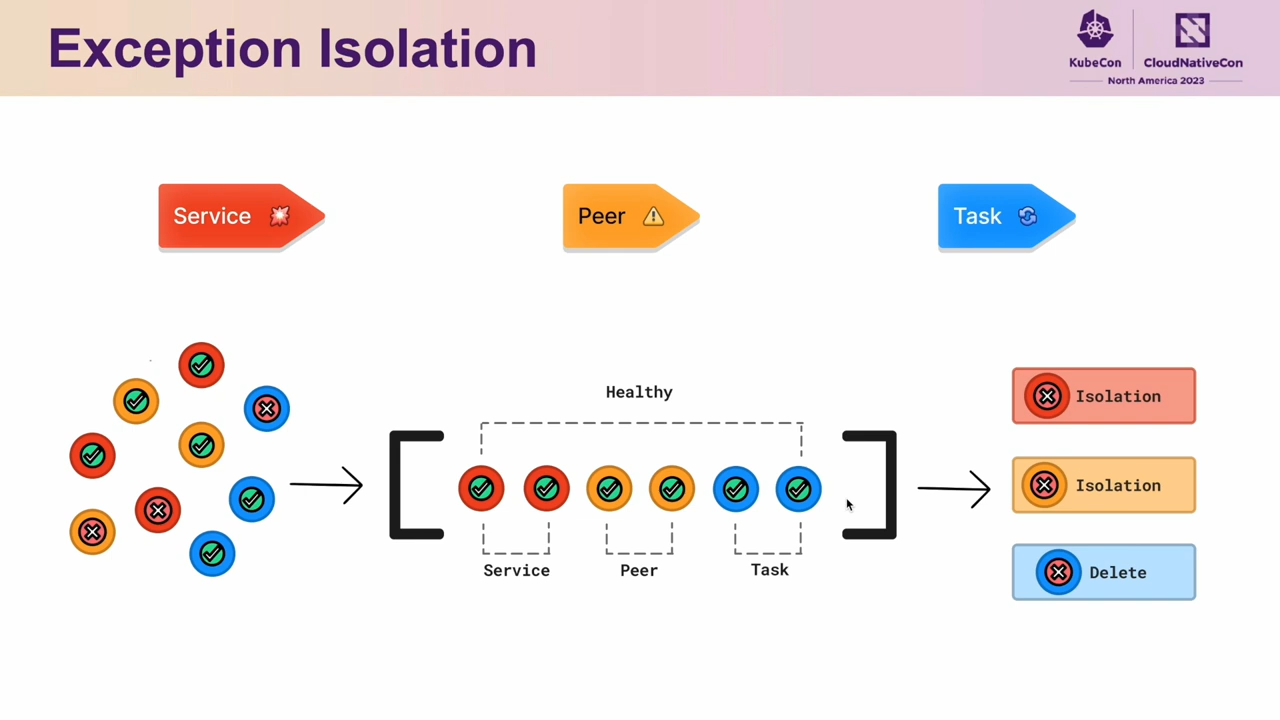 Exception Isolation
KubeCon
CloudNativeCon
North America 2023
Service
Peer
Task
Healthy
Service
Peer
Task
Isolation
Isolation
Delete